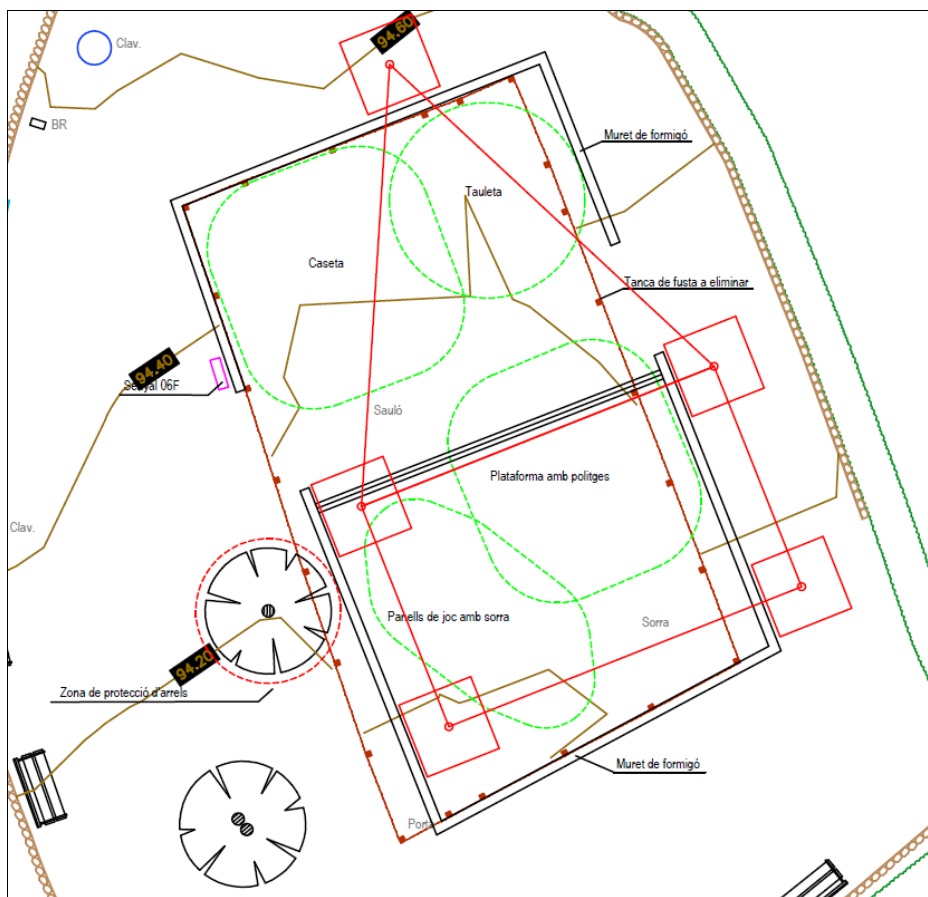 94.60
Clav.
BR
Muret de formigó
Tauleta
Caseta
Tanca de fusta a eliminar
94.40
Senyal 06F
Sauló
Plataforma amb politges
Clav.
Panells de joc amb sorra
Sorra
94.20
Zona de protecció d'arrels
Muret de formigó
Porta